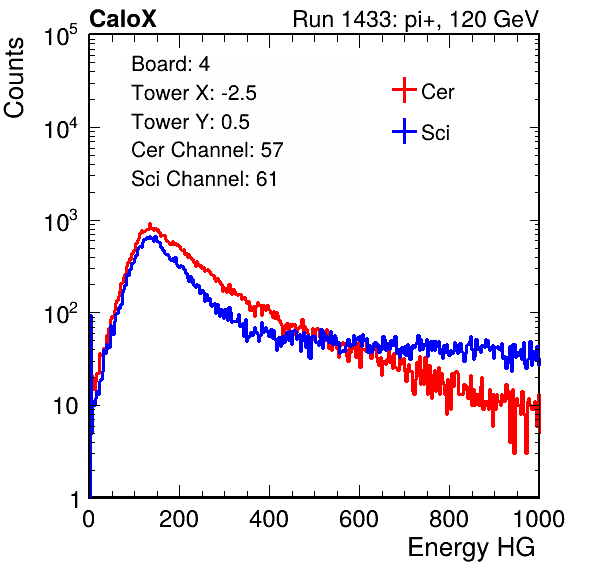 CaloX Run 1433: pi+, 120 GeV
Counts
10^5
10^4
10^3
10^2
10
1
Board: 4
Tower X: -2.5
Tower Y: 0.5
Cer Channel: 57
Sci Channel: 61
Cer
Sci
0 200 400 600 800 1000
Energy HG